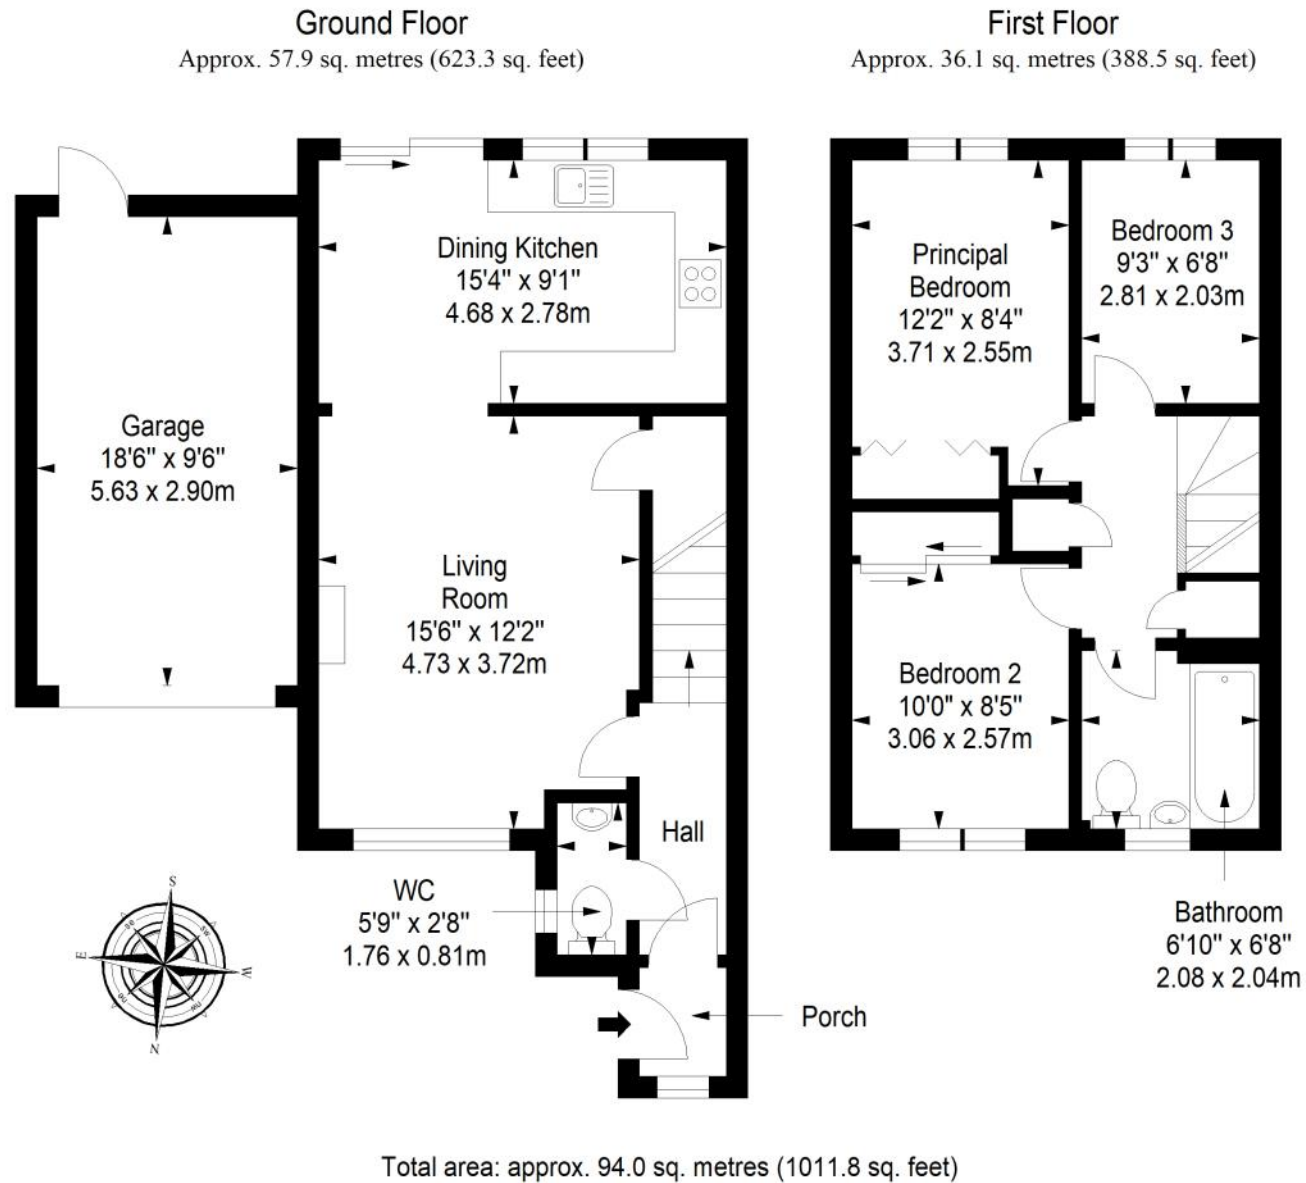 Ground Floor
Approx. 57.9 sq. metres (623.3 sq. feet)
First Floor
Approx. 36.1 sq. metres (388.5 sq. feet)
Dining Kitchen
15'4" x 9'1"
4.68 x 2.78m
Garage
18'6" x 9'6"
5.63 x 2.90m
Living
Room
15'6" x 12'2"
4.73 x 3.72m
Hall
WC
5'9" x 2'8"
1.76 x 0.81m
Porch
Principal
Bedroom
12'2" x 8'4"
3.71 x 2.55m
Bedroom 3
9'3" x 6'8"
2.81 x 2.03m
Bedroom 2
10'0" x 8'5"
3.06 x 2.57m
Bathroom
6'10" x 6'8"
2.08 x 2.04m
S
E
W
N
Total area: approx. 94.0 sq. metres (1011.8 sq. feet)